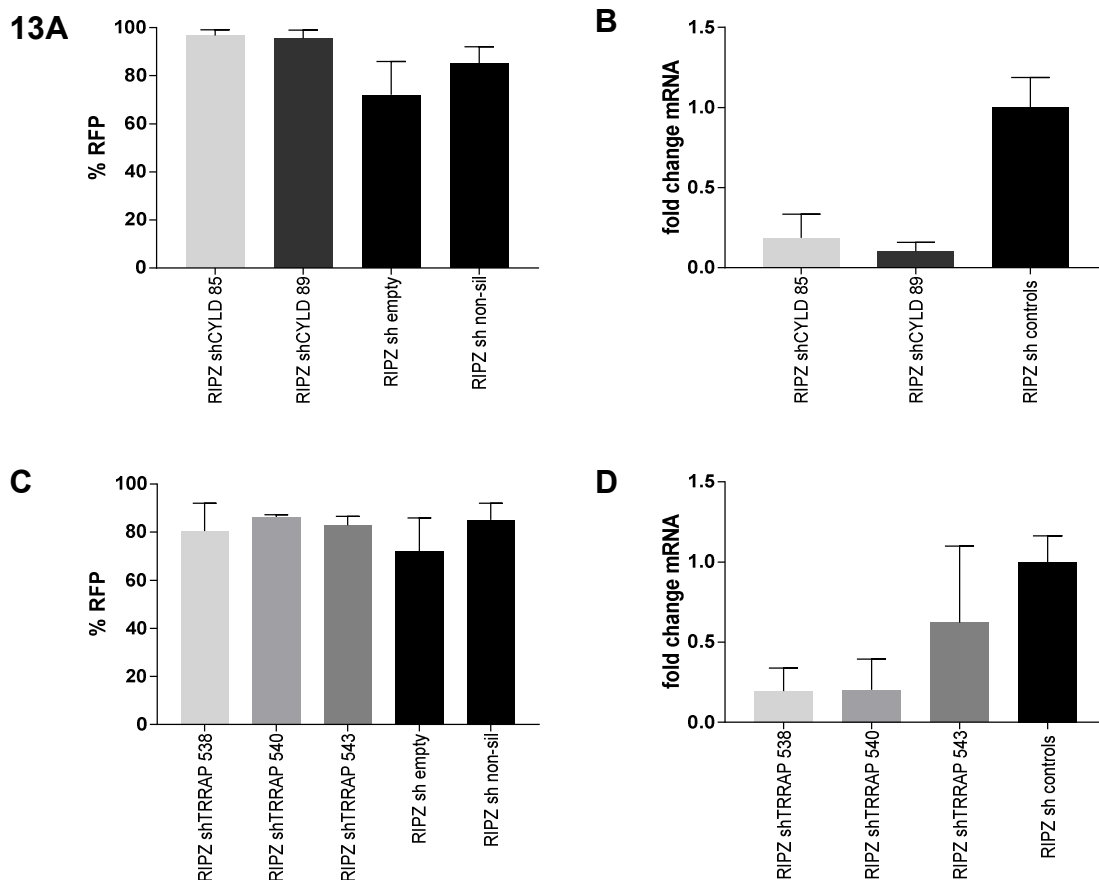 13A
% RFP
100
80
60
40
20
0
RIPZ shCYLD 85
RIPZ shCYLD 89
RIPZ sh empty
RIPZ sh non-sil
B
fold change mRNA
1.5
1.0
0.5
0.0
RIPZ shCYLD 85
RIPZ shCYLD 89
RIPZ sh controls
C
% RFP
100
80
60
40
20
0
RIPZ shTRRAP 538
RIPZ shTRRAP 540
RIPZ shTRRAP 543
RIPZ sh empty
RIPZ sh non-sil
D
fold change mRNA
1.5
1.0
0.5
0.0
RIPZ shTRRAP 538
RIPZ shTRRAP 540
RIPZ shTRRAP 543
RIPZ sh controls